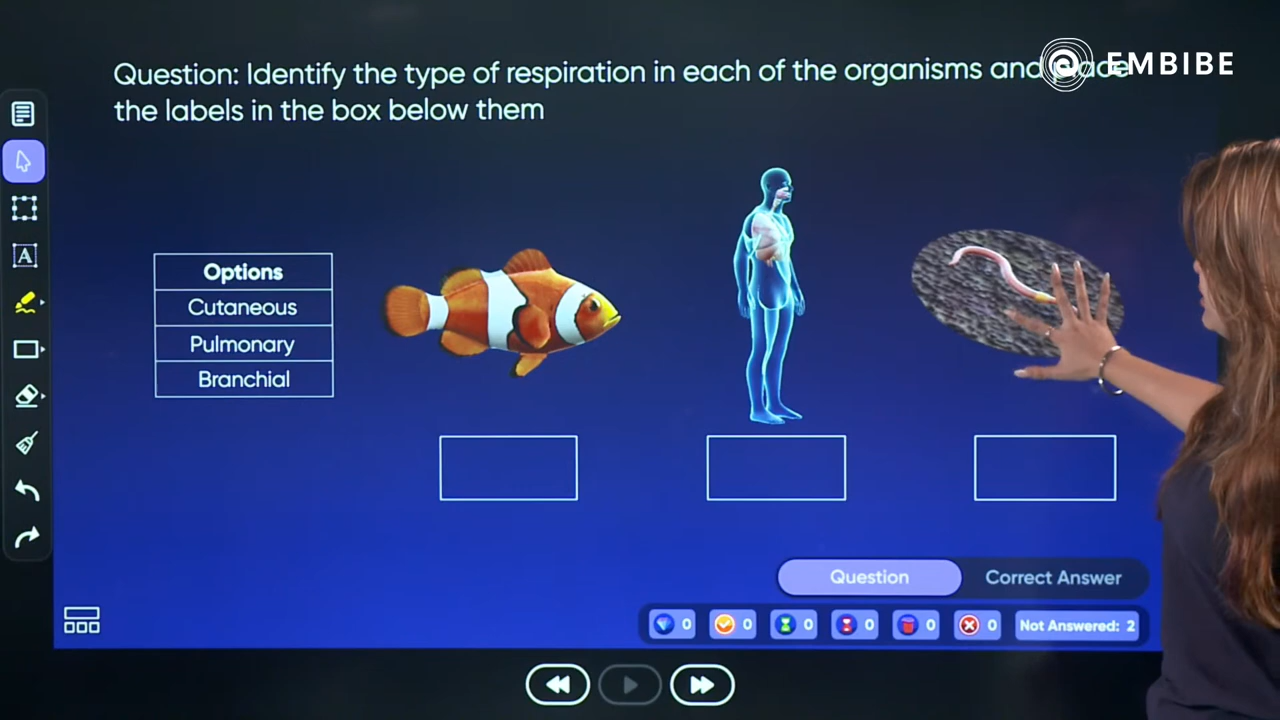 EMBIBE
Question: Identify the type of respiration in each of the organisms and
the labels in the box below them
Options
Cutaneous
Pulmonary
Branchial
A
Question
Correct Answer
0
0
0
0
0
0
Not Answered: 2